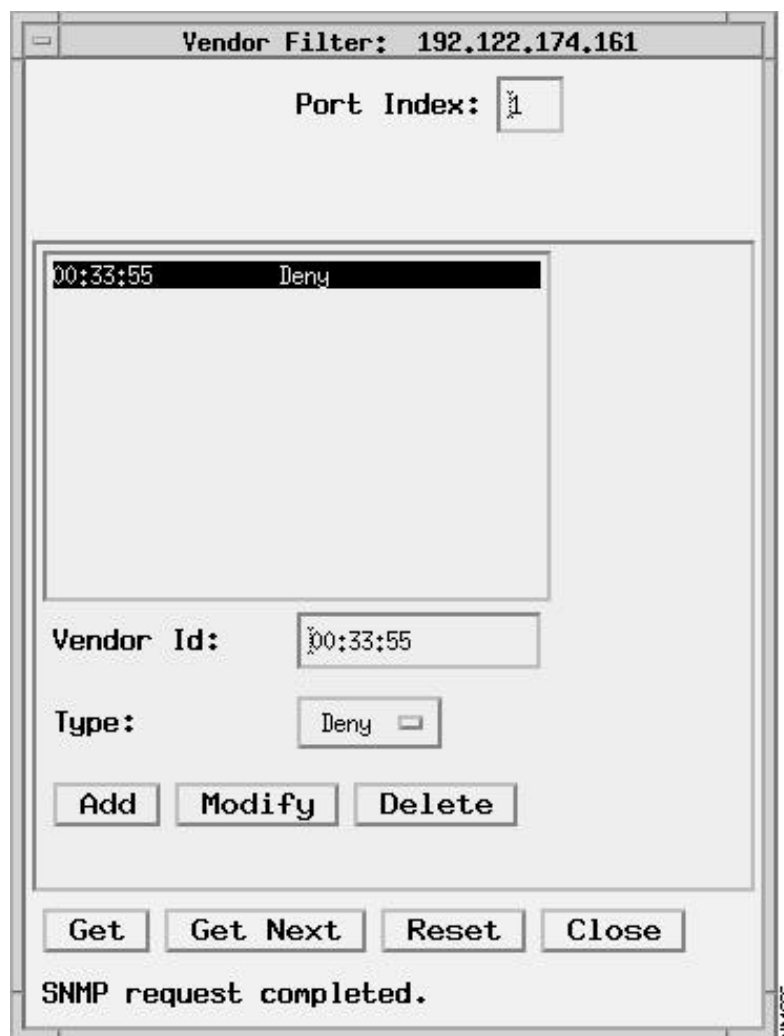 Vendor Filter: 192.122.174.161
Port Index: 1
00:33:55 Deny
Vendor Id: 00:33:55
Type: Deny
Add Modify Delete
Get Get Next Reset Close
SNMP request completed.